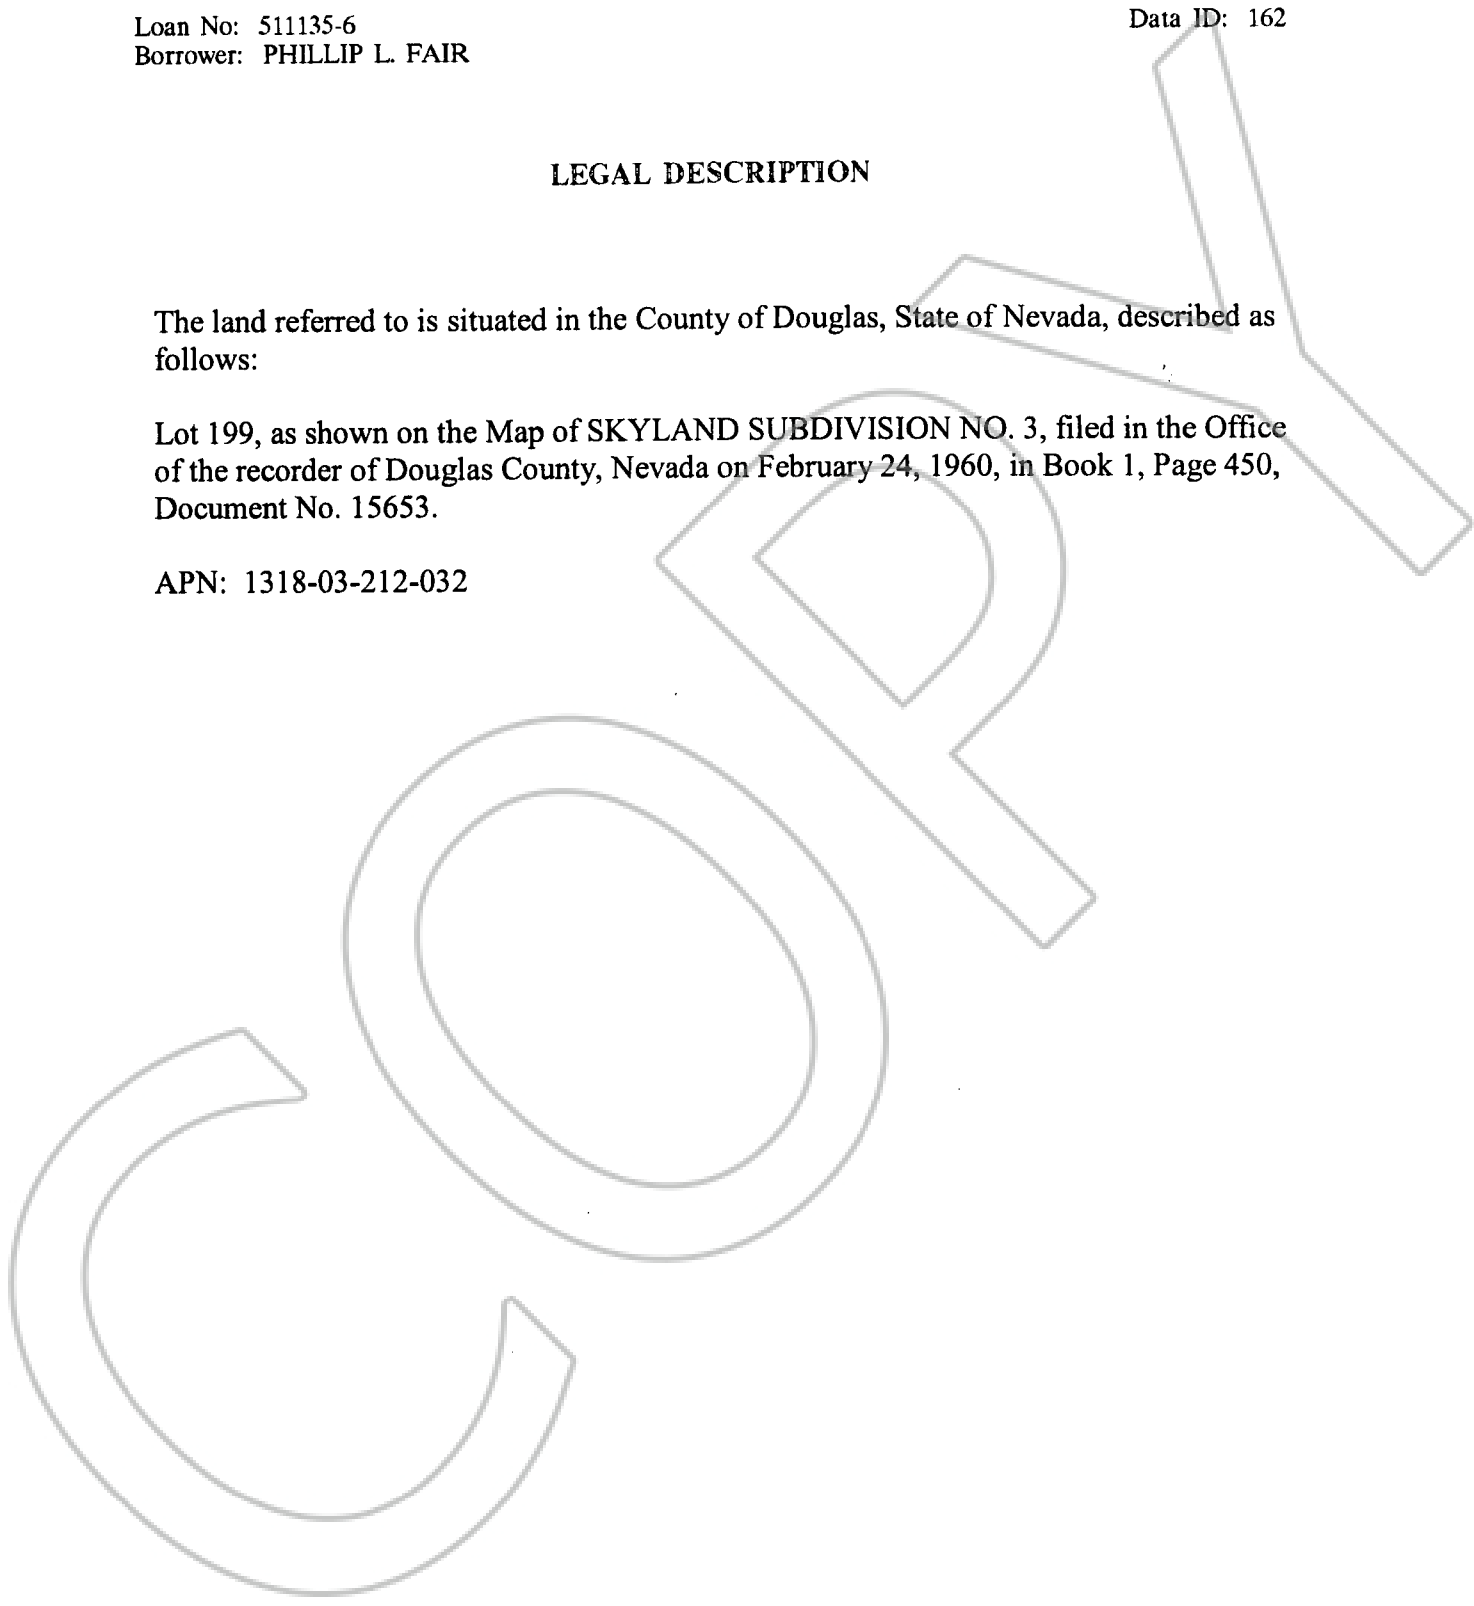 Loan No: 511135-6
Data ID: 162
Borrower: PHILLIP L. FAIR
LEGAL DESCRIPTION
The land referred to is situated in the County of Douglas, State of Nevada, described as
follows:
Lot 199, as shown on the Map of SKYLAND SUBDIVISION NO. 3, filed in the Office
of the recorder of Douglas County, Nevada on February 24, 1960, in Book 1, Page 450,
Document No. 15653.
APN: 1318-03-212-032
COPY